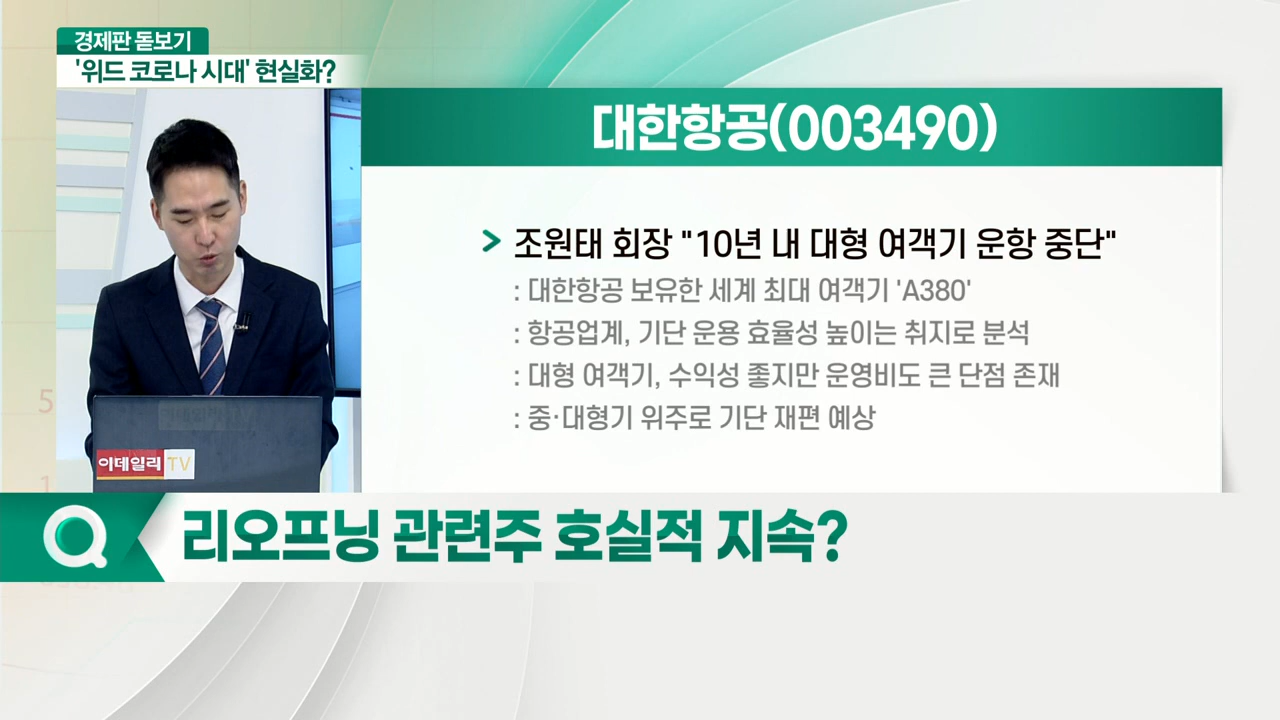 경제판 돋보기
'위드 코로나 시대' 현실화?
대한항공(003490)
조원태 회장 "10년 내 대형 여객기 운항 중단"
: 대한항공 보유한 세계 최대 여객기 'A380'
: 항공업계, 기단 운용 효율성 높이는 취지로 분석
: 대형 여객기, 수익성 좋지만 운영비도 큰 단점 존재
: 중·대형기 위주로 기단 재편 예상
이데일리 TV
리오프닝 관련주 호실적 지속?